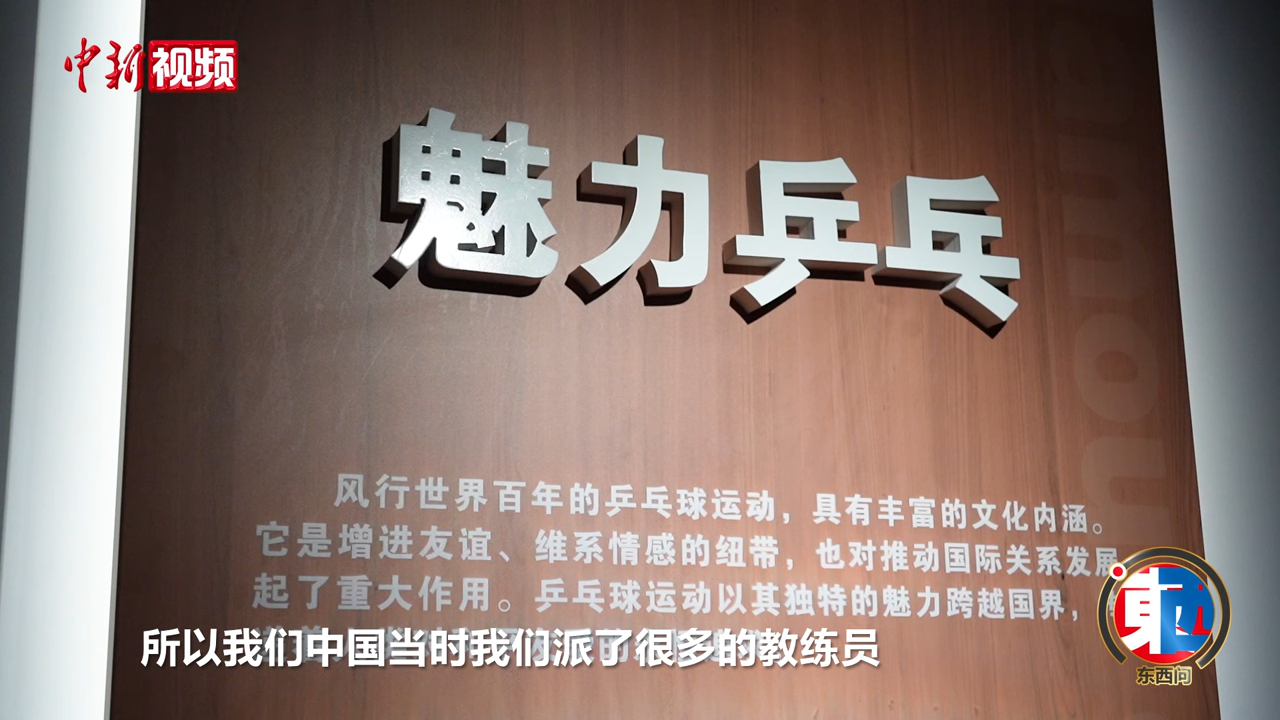 中新视频
魅力乒乓
风行世界百年的乒乓球运动，具有丰富的文化内涵。
它是增进友谊、维系情感的纽带，也对推动国际关系发展
起了重大作用。乒乓球运动以其独特的魅力跨越国界，
所以我们中国当时我们派了很多的教练员
东西问